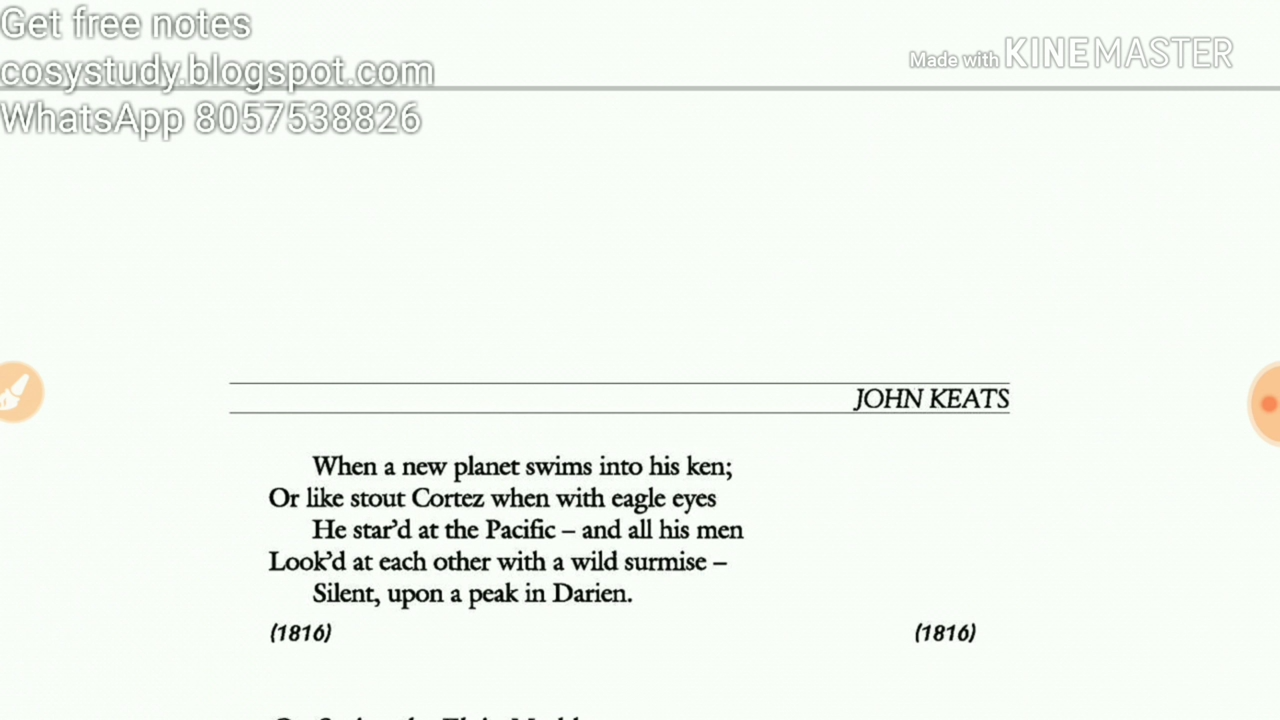 Get free notes
cosystudy.blogspot.com
WhatsApp 8057538826
Made with KINEMASTER
JOHN KEATS
When a new planet swims into his ken;
Or like stout Cortez when with eagle eyes
He star'd at the Pacific – and all his men
Look'd at each other with a wild surmise –
Silent, upon a peak in Darien.
(1816) (1816)